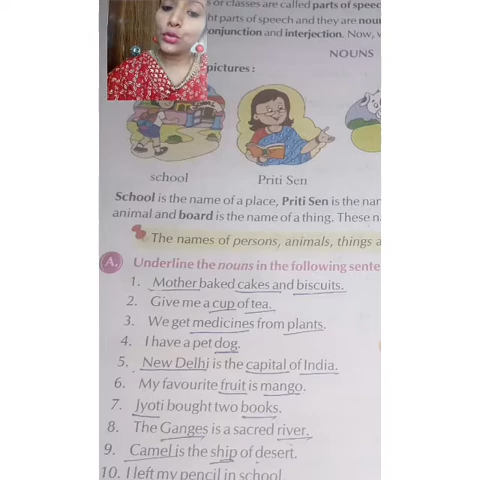 s or classes are called parts of speec
ht parts of speech and they are noun
onjunction and interjection. Now, w
NOUNS
pictures :
school
Priti Sen
School is the name of a place, Priti Sen is the nam
animal and board is the name of a thing. These n
The names of persons, animals, things a
A. Underline the nouns in the following sente
1. Mother baked cakes and biscuits.
2. Give me a cup of tea.
3. We get medicines from plants.
4. I have a pet dog.
5. New Delhi is the capital of India.
6. My favourite fruit is mango.
7. Jyoti bought two books.
8. The Ganges is a sacred river.
9. Camel is the ship of desert.
10. I left my pencil in school.